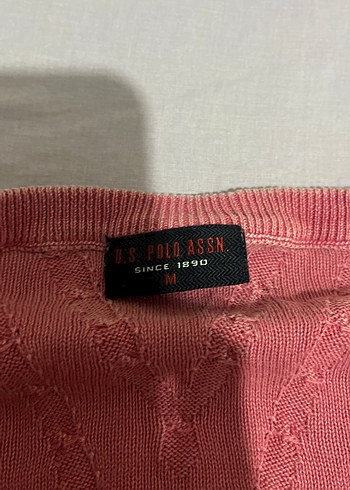 U.S. POLO ASSN.
SINCE 1890
M